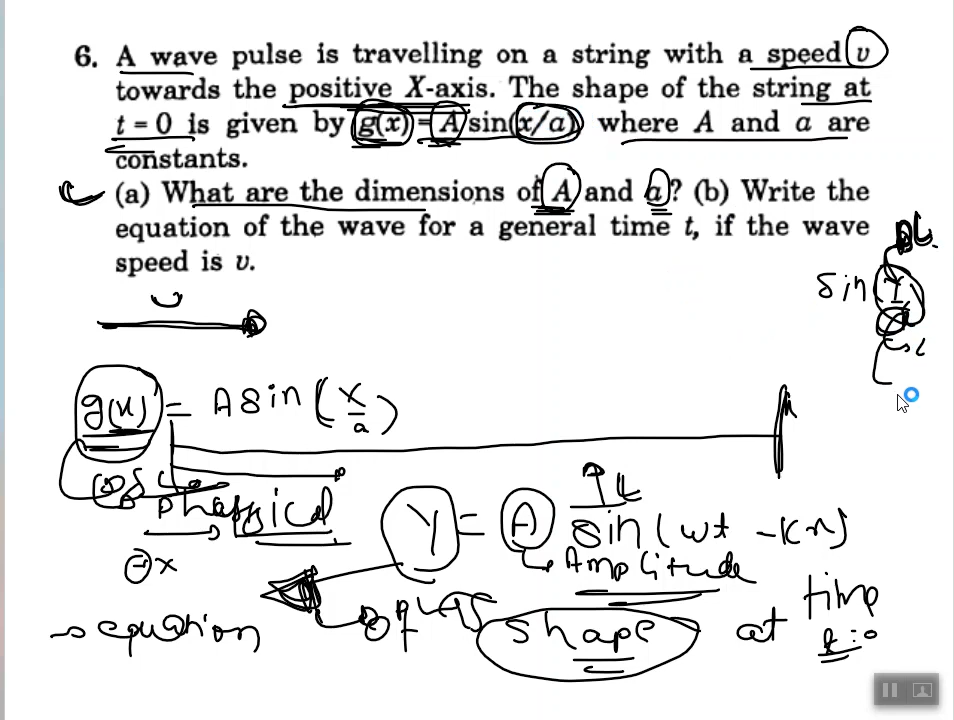 6. A wave pulse is travelling on a string with a speed v
towards the positive X-axis. The shape of the string at
t = 0 is given by g(x) = A sin(x/a) where A and a are
constants.
(a) What are the dimensions of A and a? (b) Write the
equation of the wave for a general time t, if the wave
speed is v.
sin
g(x) = A sin (x/a)
Y = A sin (wt - Kx)
Amplitude
equation
shape at time
t=0